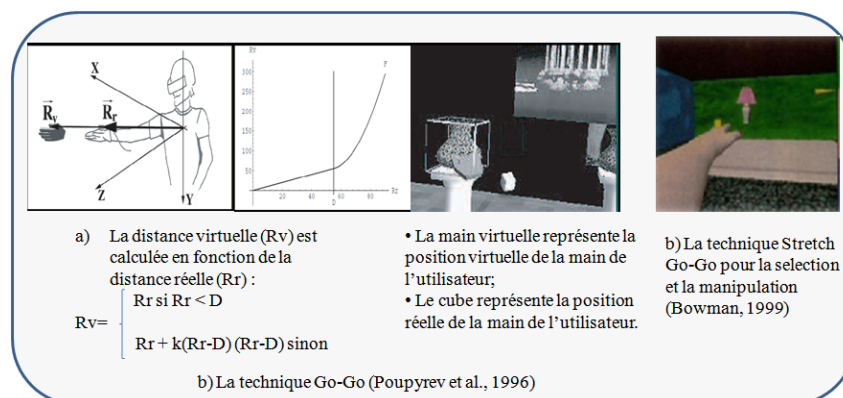 X
Rv
Rr
Z
Y
Rv
F
300
250
200
150
100
50
0
20
40
60
80
Rr
D
a) La distance virtuelle (Rv) est
calculée en fonction de la
distance réelle (Rr) :
Rr si Rr < D
Rv=
Rr + k(Rr-D) (Rr-D) sinon
• La main virtuelle représente la
position virtuelle de la main de
l’utilisateur;
• Le cube représente la position
réelle de la main de l’utilisateur.
b) La technique Go-Go (Poupyrev et al., 1996)
b) La technique Stretch
Go-Go pour la selection
et la manipulation
(Bowman, 1999)